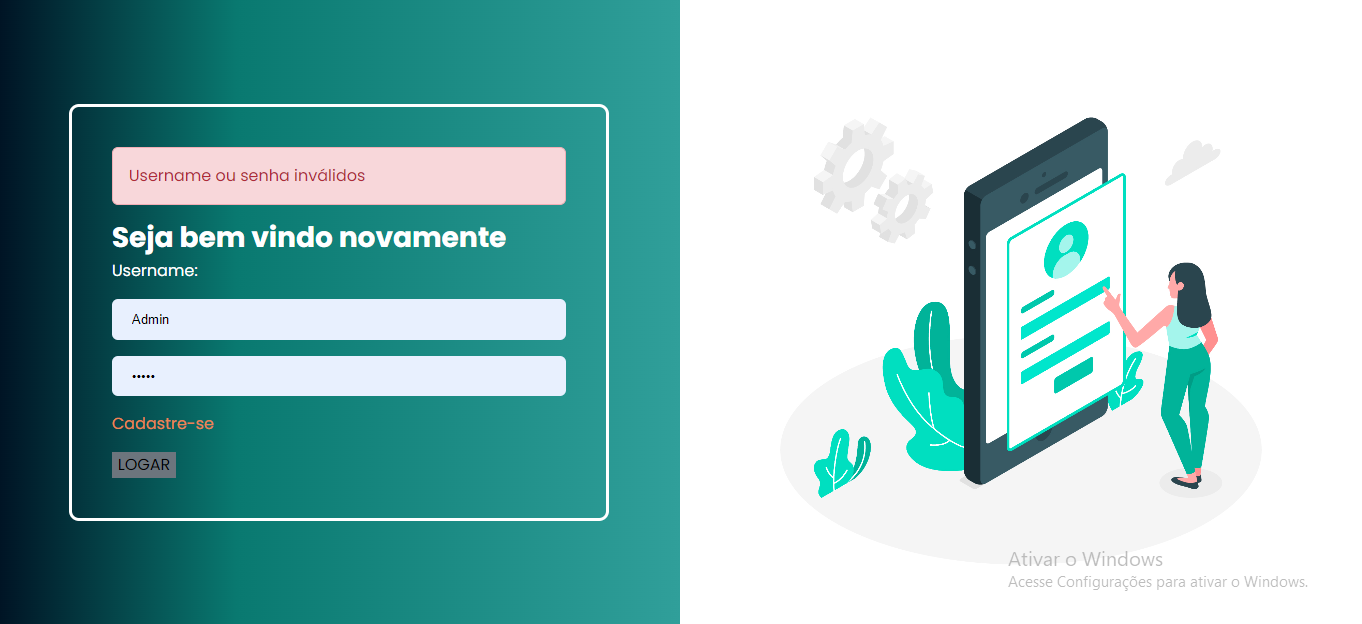 Username ou senha inválidos
Seja bem vindo novamente
Username:
Admin
•••••
Cadastre-se
LOGAR
Ativar o Windows
Acesse Configurações para ativar o Windows.